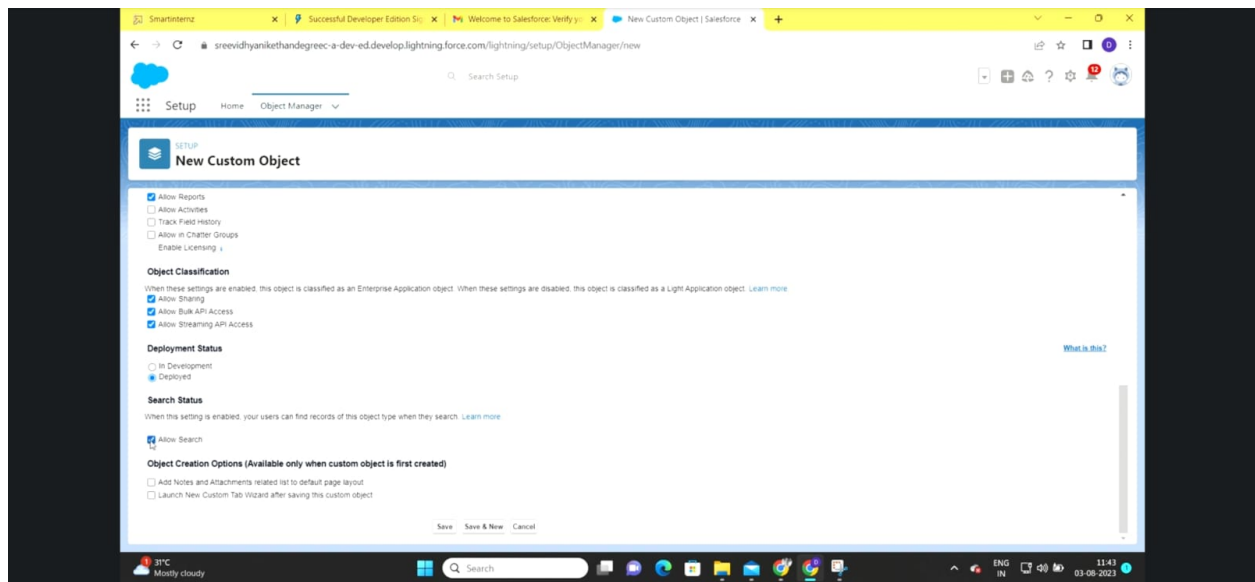 Smartinternz
Successful Developer Edition Sig
Welcome to Salesforce: Verify yo
New Custom Object | Salesforce
sreevidhyanikethandegreec-a-dev-ed.develop.lightning.force.com/lightning/setup/ObjectManager/new
D
Search Setup
12
Setup Home Object Manager
SETUP
New Custom Object
Allow Reports
Allow Activities
Track Field History
Allow in Chatter Groups
Enable Licensing i
Object Classification
When these settings are enabled, this object is classified as an Enterprise Application object. When these settings are disabled, this object is classified as a Light Application object. Learn more
Allow Sharing
Allow Bulk API Access
Allow Streaming API Access
Deployment Status
What is this?
In Development
Deployed
Search Status
When this setting is enabled, your users can find records of this object type when they search. Learn more
Allow Search
Object Creation Options (Available only when custom object is first created)
Add Notes and Attachments related list to default page layout
Launch New Custom Tab Wizard after saving this custom object
Save Save & New Cancel
1 31°C
Mostly cloudy
Search
ENG
IN
11:43
03-08-2023
1